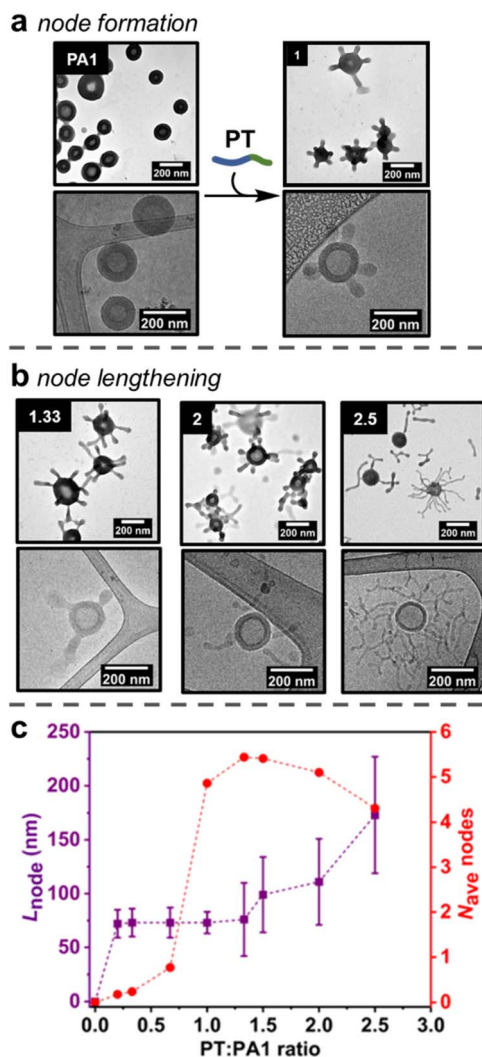 a node formation
PA1
200 nm
PT
1
200 nm
200 nm
200 nm
b node lengthening
1.33
200 nm
2
200 nm
2.5
200 nm
200 nm
200 nm
200 nm
c
250
200
150
100
50
0
L_node (nm)
6
5
4
3
2
1
0
N_ave nodes
0.0 0.5 1.0 1.5 2.0 2.5 3.0
PT:PA1 ratio